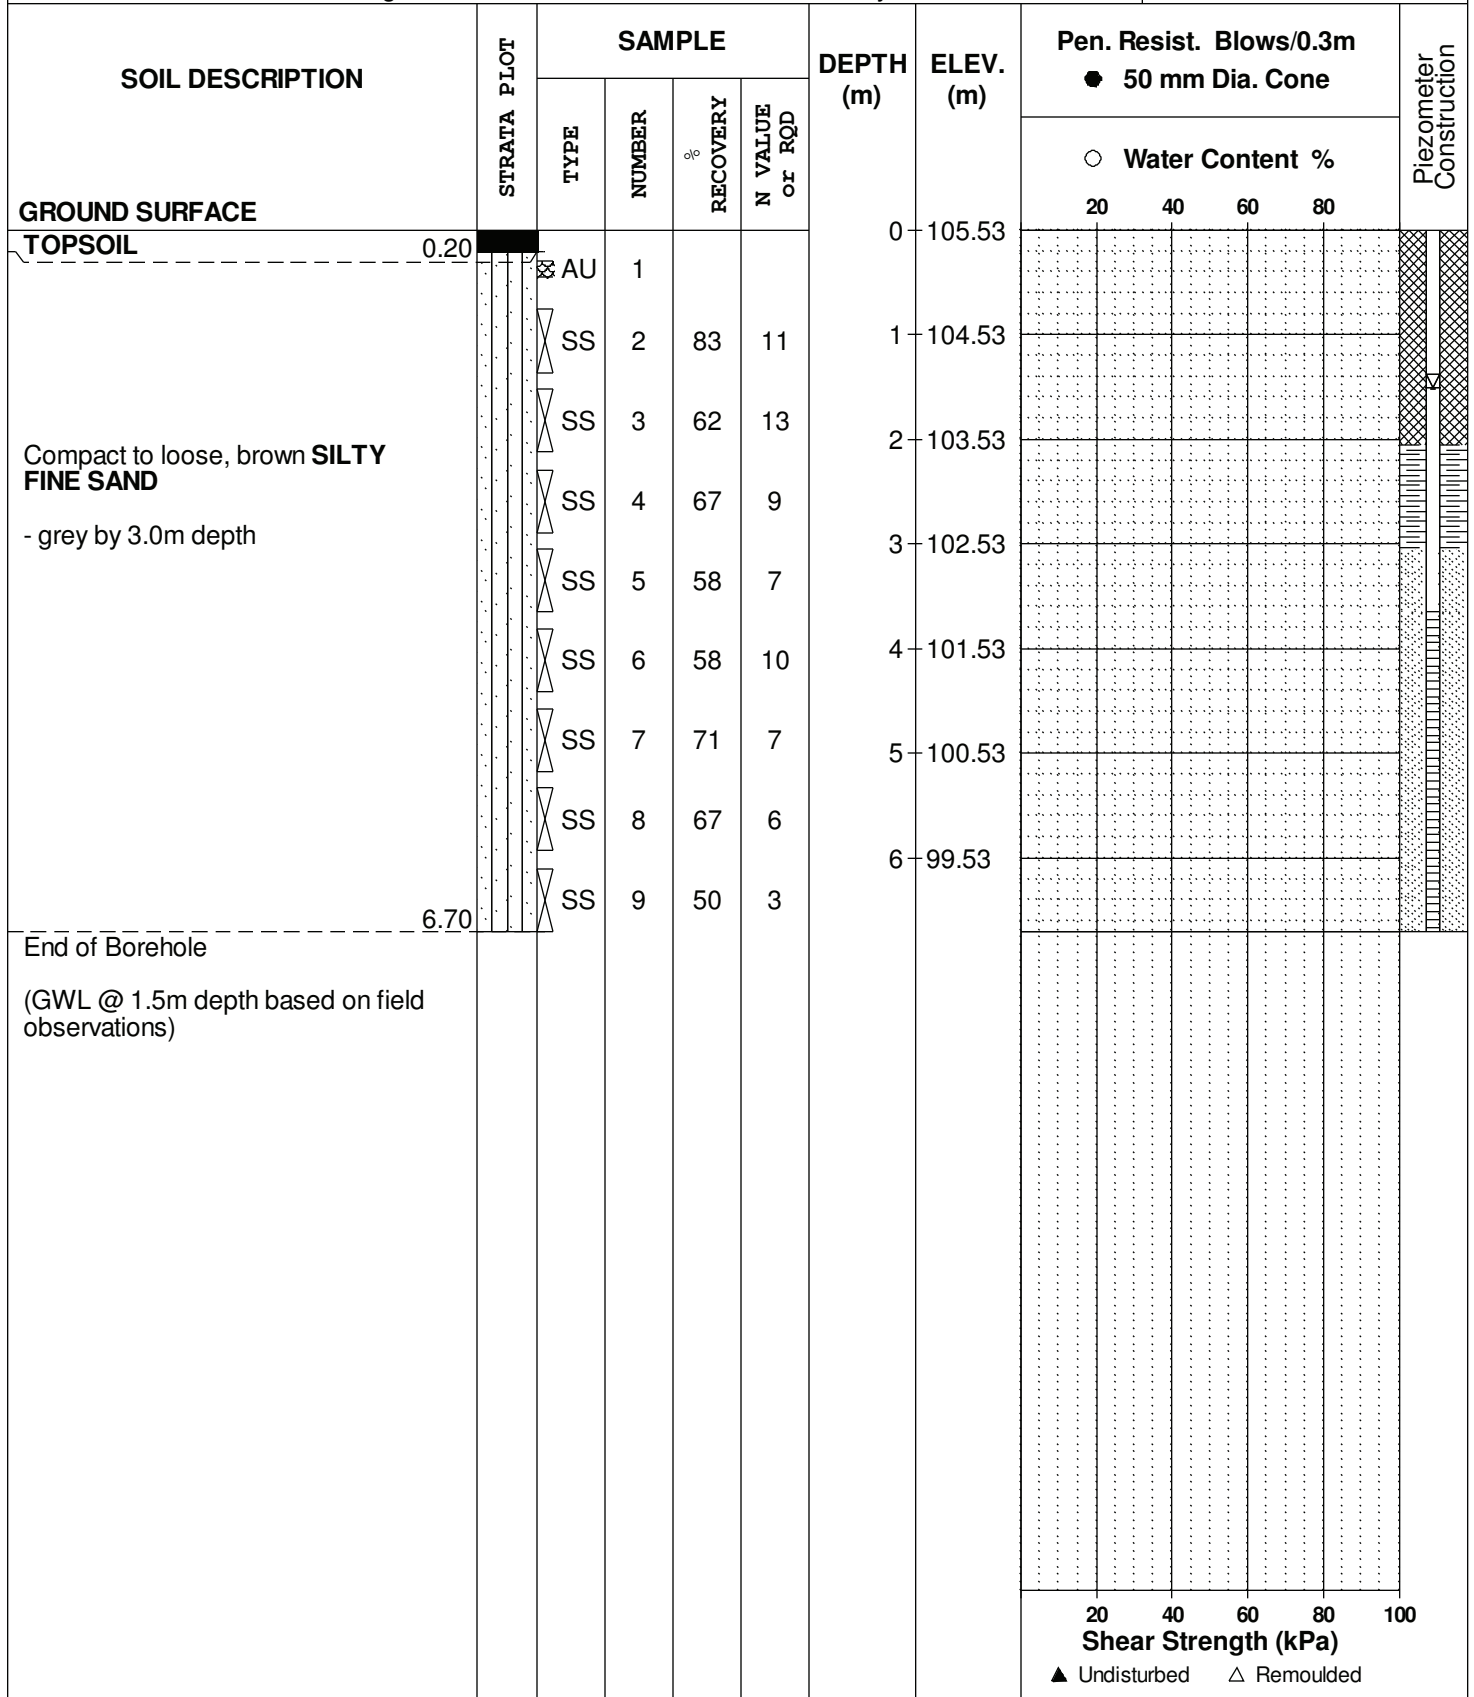 SOIL DESCRIPTION
GROUND SURFACE
STRATA PLOT
SAMPLE
TYPE
NUMBER
%
RECOVERY
N VALUE
or RQD
DEPTH
(m)
ELEV.
(m)
Pen. Resist. Blows/0.3m
● 50 mm Dia. Cone
○ Water Content %
20 40 60 80
Piezometer
Construction
TOPSOIL 0.20
0 105.53
AU 1
SS 2 83 11
1 104.53
SS 3 62 13
2 103.53
Compact to loose, brown SILTY
FINE SAND
- grey by 3.0m depth
SS 4 67 9
3 102.53
SS 5 58 7
SS 6 58 10
4 101.53
SS 7 71 7
5 100.53
SS 8 67 6
6 99.53
SS 9 50 3
6.70
End of Borehole
(GWL @ 1.5m depth based on field
observations)
20 40 60 80 100
Shear Strength (kPa)
▲ Undisturbed △ Remoulded